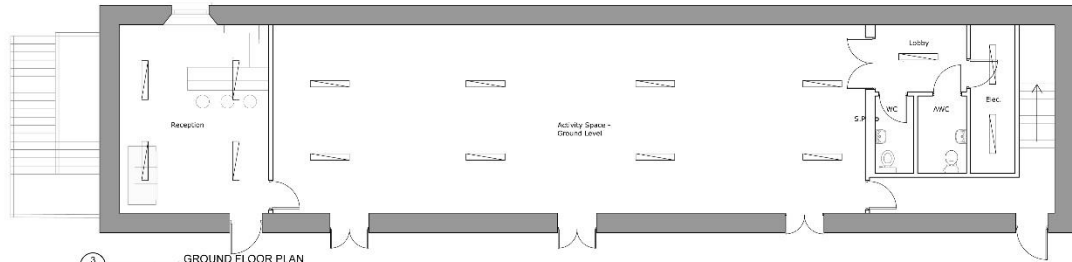 Lobby
WC
AWC
Elec.
S.P
Reception
Activity Space -
Ground Level
3
GROUND FLOOR PLAN